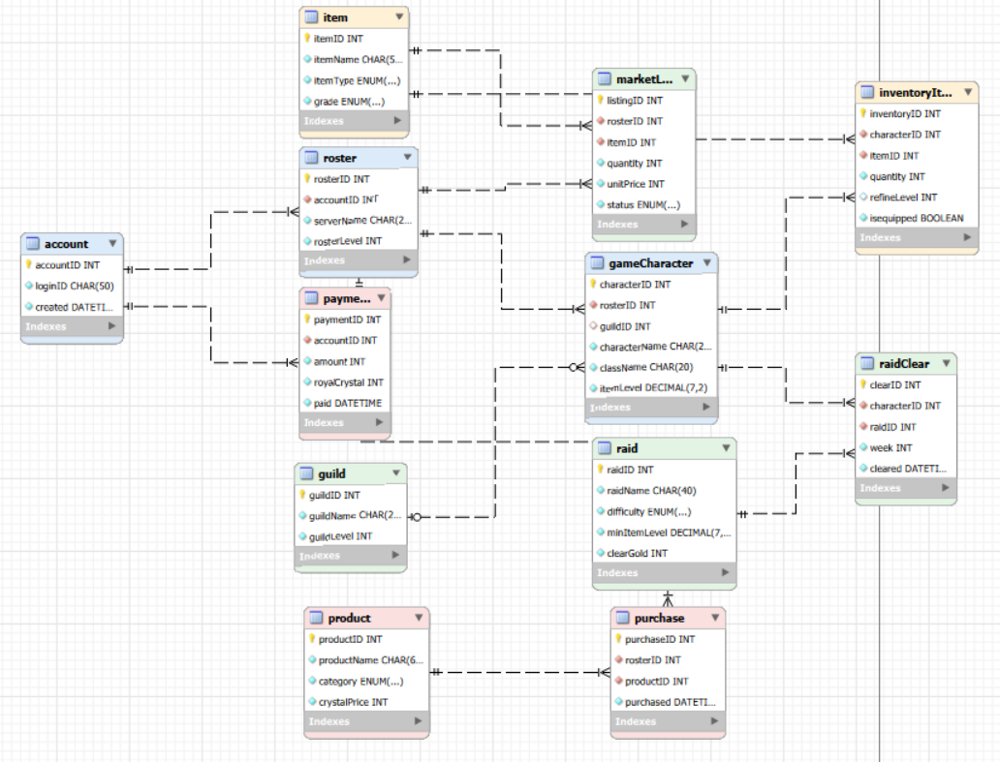 item
itemID INT
itemName CHAR(5...
itemType ENUM(...)
grade ENUM(...)
Indexes
marketL...
listingID INT
rosterID INT
itemID INT
quantity INT
unitPrice INT
status ENUM(...)
Indexes
inventoryIt...
inventoryID INT
characterID INT
itemID INT
quantity INT
refineLevel INT
isequipped BOOLEAN
Indexes
roster
rosterID INT
accountID INT
serverName CHAR(2...
rosterLevel INT
Indexes
account
accountID INT
loginID CHAR(50)
created DATETI...
Indexes
payme...
paymentID INT
accountID INT
amount INT
royalCrystal INT
paid DATETIME
Indexes
gameCharacter
characterID INT
rosterID INT
guildID INT
characterName CHAR(2...
className CHAR(20)
itemLevel DECIMAL(7,2)
Indexes
raidClear
clearID INT
characterID INT
raidID INT
week INT
cleared DATETI...
Indexes
guild
guildID INT
guildName CHAR(2...
guildLevel INT
Indexes
raid
raidID INT
raidName CHAR(40)
difficulty ENUM(...)
minItemLevel DECIMAL(7,...
clearGold INT
Indexes
product
productID INT
productName CHAR(6...
category ENUM(...)
crystalPrice INT
Indexes
purchase
purchaseID INT
rosterID INT
productID INT
purchased DATETI...
Indexes